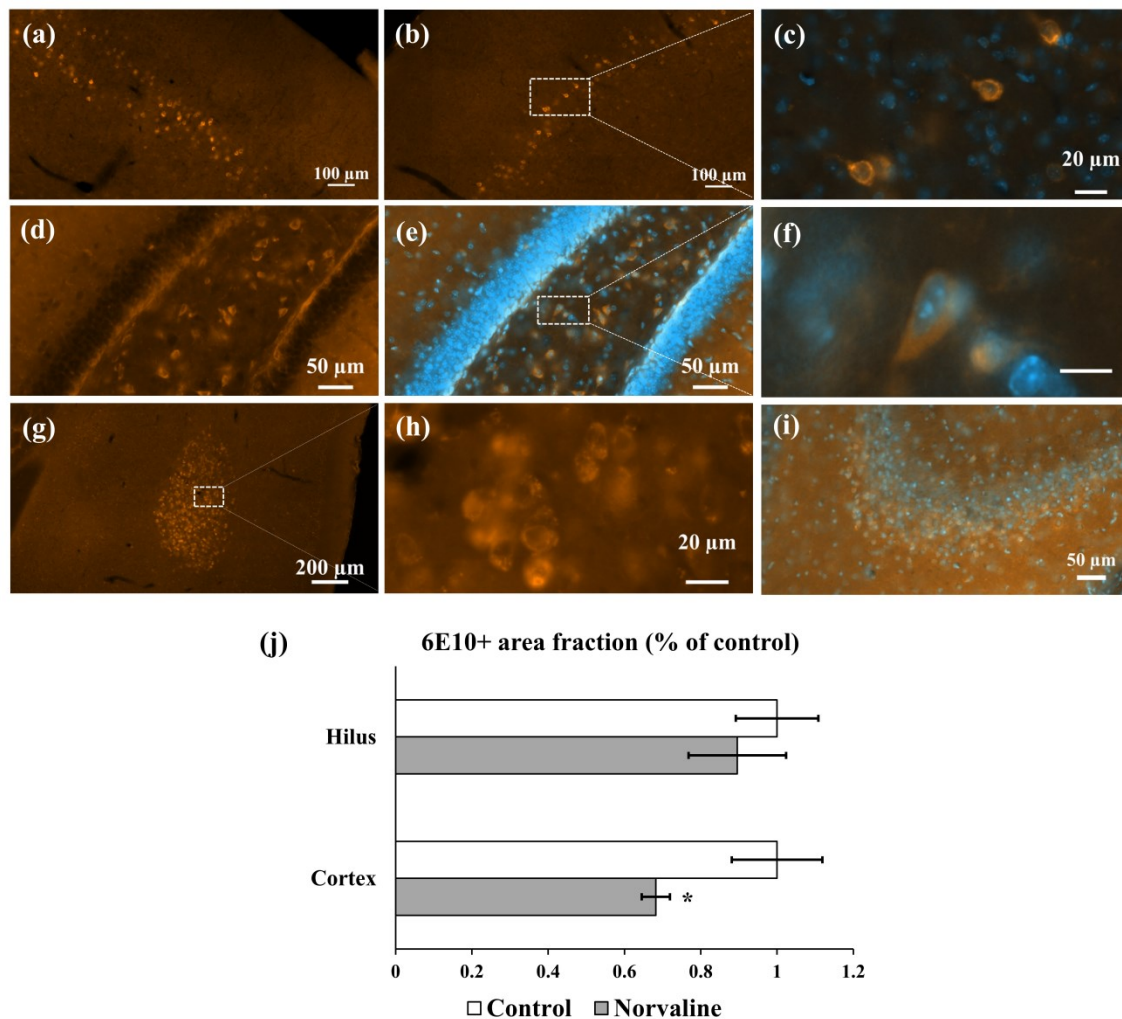 (a)
100 µm
(b)
100 µm
(c)
20 µm
(d)
50 µm
(e)
50 µm
(f)
(g)
200 µm
(h)
20 µm
(i)
50 µm
(j)
6E10+ area fraction (% of control)
Hilus
Cortex
*
0 0.2 0.4 0.6 0.8 1 1.2
Control Norvaline